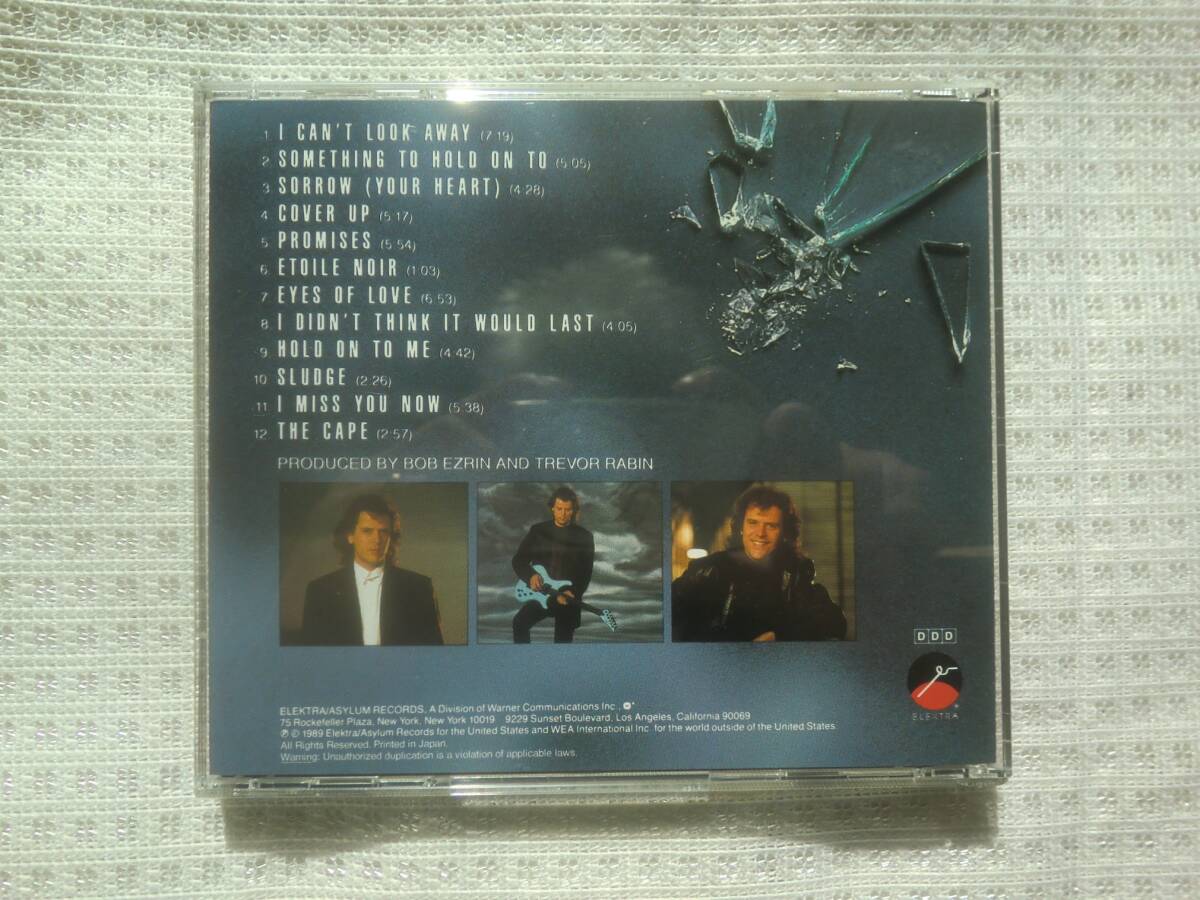 1. I CAN'T LOOK AWAY (7:19)
2. SOMETHING TO HOLD ON TO (5:05)
3. SORROW (YOUR HEART) (4:28)
4. COVER UP (5:17)
5. PROMISES (5:54)
6. ETOILE NOIR (1:03)
7. EYES OF LOVE (6:53)
8. I DIDN'T THINK IT WOULD LAST (4:05)
9. HOLD ON TO ME (4:42)
10. SLUDGE (2:26)
11. I MISS YOU NOW (5:38)
12. THE CAPE (2:57)
PRODUCED BY BOB EZRIN AND TREVOR RABIN
DDD
ELEKTRA
ELEKTRA/ASYLUM RECORDS, A Division of Warner Communications Inc.,
75 Rockefeller Plaza, New York, New York 10019 9229 Sunset Boulevard, Los Angeles, California 90069
℗ © 1989 Elektra/Asylum Records for the United States and WEA International Inc. for the world outside of the United States.
All Rights Reserved. Printed in Japan.
Warning: Unauthorized duplication is a violation of applicable laws.